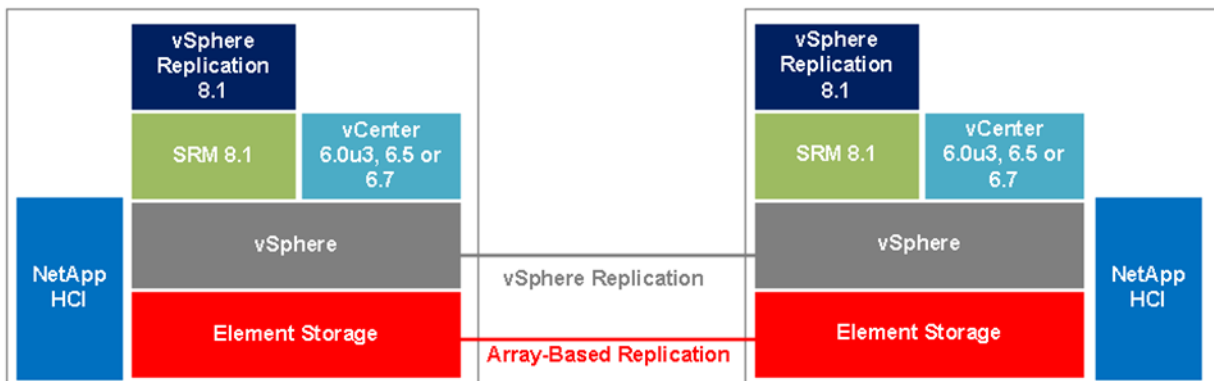 vSphere
Replication
8.1
SRM 8.1
vCenter
6.0u3, 6.5 or
6.7
NetApp
HCI
vSphere
Element Storage
vSphere Replication
Array-Based Replication
vSphere
Replication
8.1
SRM 8.1
vCenter
6.0u3, 6.5 or
6.7
vSphere
Element Storage
NetApp
HCI